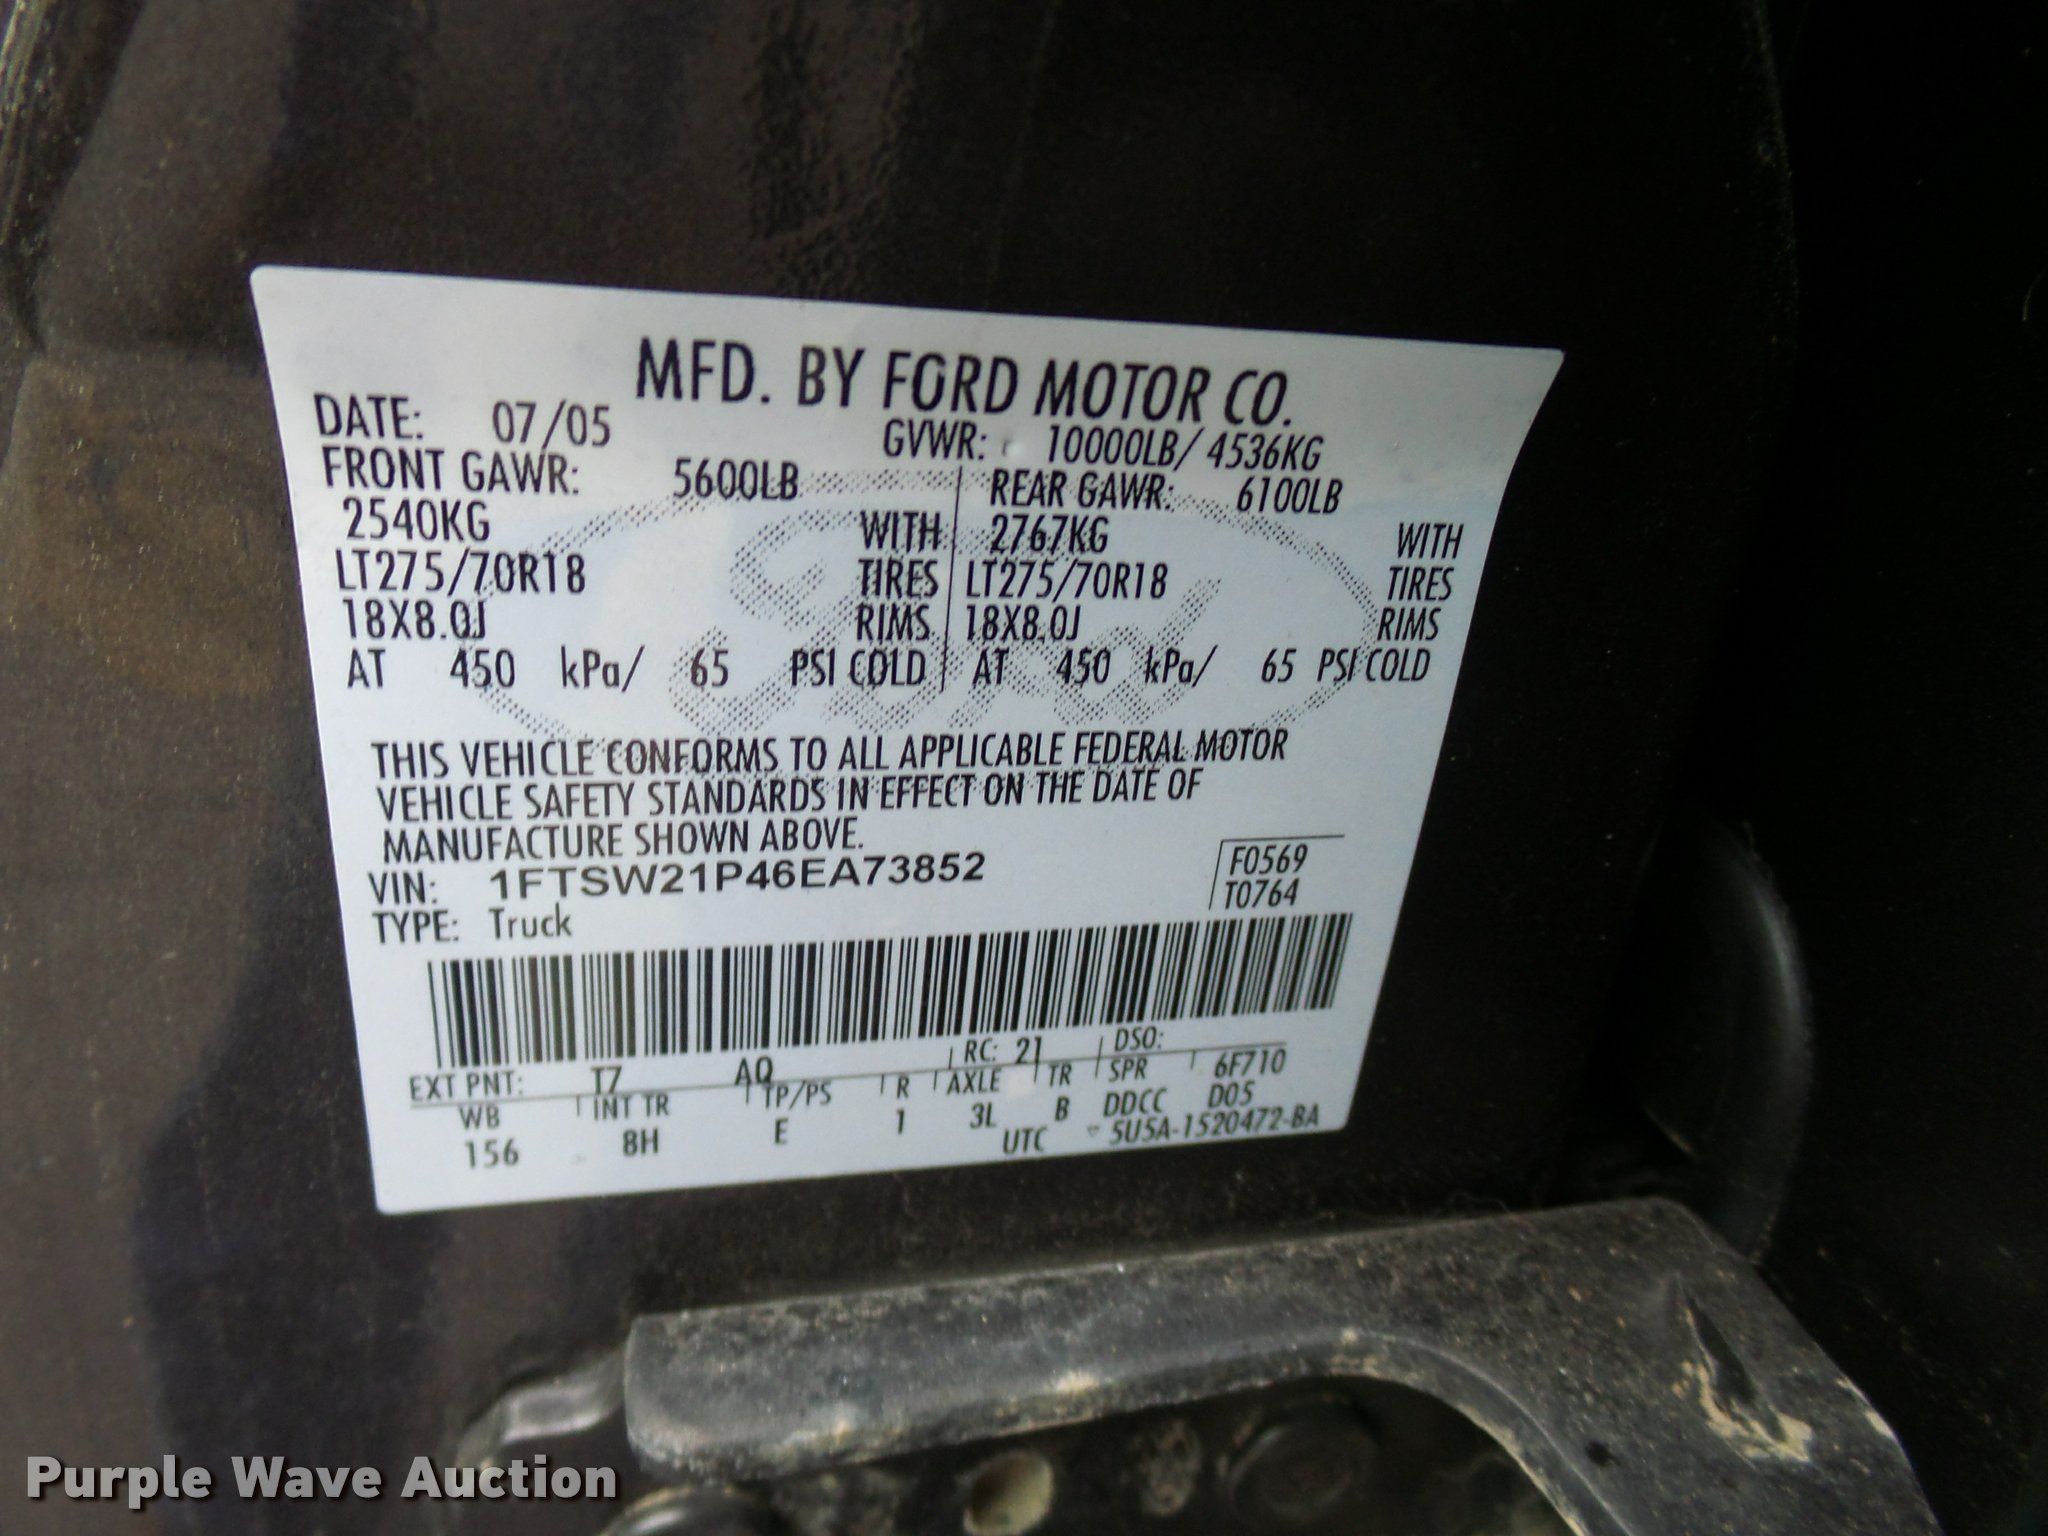 MFD. BY FORD MOTOR CO.
DATE: 07/05 GVWR: 10000LB/ 4536KG
FRONT GAWR: 5600LB REAR GAWR: 6100LB
2540KG WITH 2767KG WITH
LT275/70R18 TIRES LT275/70R18 TIRES
18X8.0J RIMS 18X8.0J RIMS
AT 450 kPa/ 65 PSI COLD AT 450 kPa/ 65 PSI COLD
Ford
THIS VEHICLE CONFORMS TO ALL APPLICABLE FEDERAL MOTOR
VEHICLE SAFETY STANDARDS IN EFFECT ON THE DATE OF
MANUFACTURE SHOWN ABOVE.
VIN: 1FTSW21P46EA73852 F0569
TYPE: Truck T0764
EXT PNT: T7 AQ RC: 21 DSO:
WB INT TR TP/PS R AXLE TR SPR 6F710
156 8H E 1 3L B DDCC D05
UTC 5U5A-1520472-BA
Purple Wave Auction